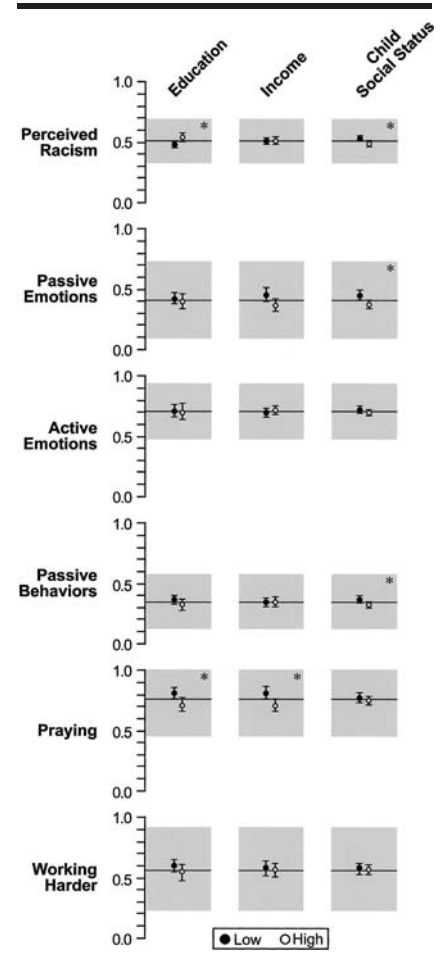 Education
Income
Child
Social Status
1.0
*
*
Perceived
Racism
0.5
0.0
1.0
*
Passive
Emotions
0.5
0.0
1.0
Active
Emotions
0.5
0.0
1.0
*
Passive
Behaviors
0.5
0.0
1.0
*
*
Praying
0.5
0.0
1.0
Working
Harder
0.5
0.0
Low High